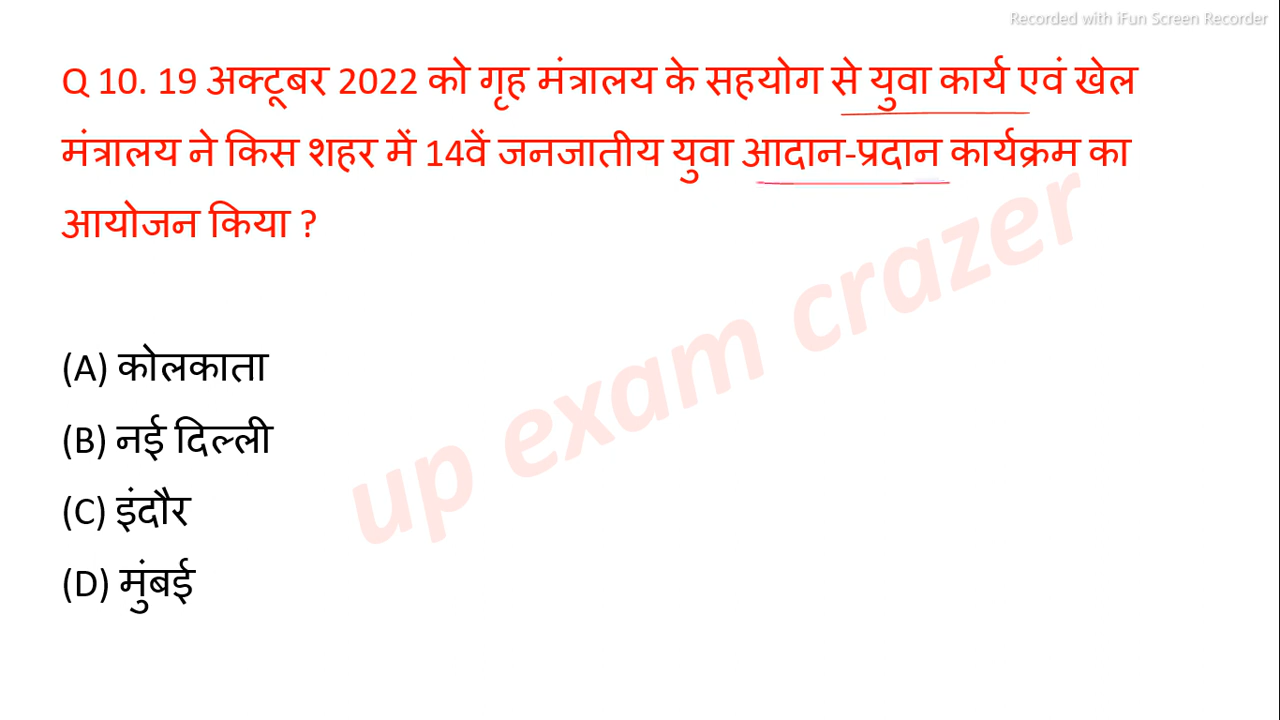 Recorded with iFun Screen Recorder
Q 10. 19 अक्टूबर 2022 को गृह मंत्रालय के सहयोग से युवा कार्य एवं खेल
मंत्रालय ने किस शहर में 14वें जनजातीय युवा आदान-प्रदान कार्यक्रम का
आयोजन किया ?
(A) कोलकाता
(B) नई दिल्ली
(C) इंदौर
(D) मुंबई
up exam crazer